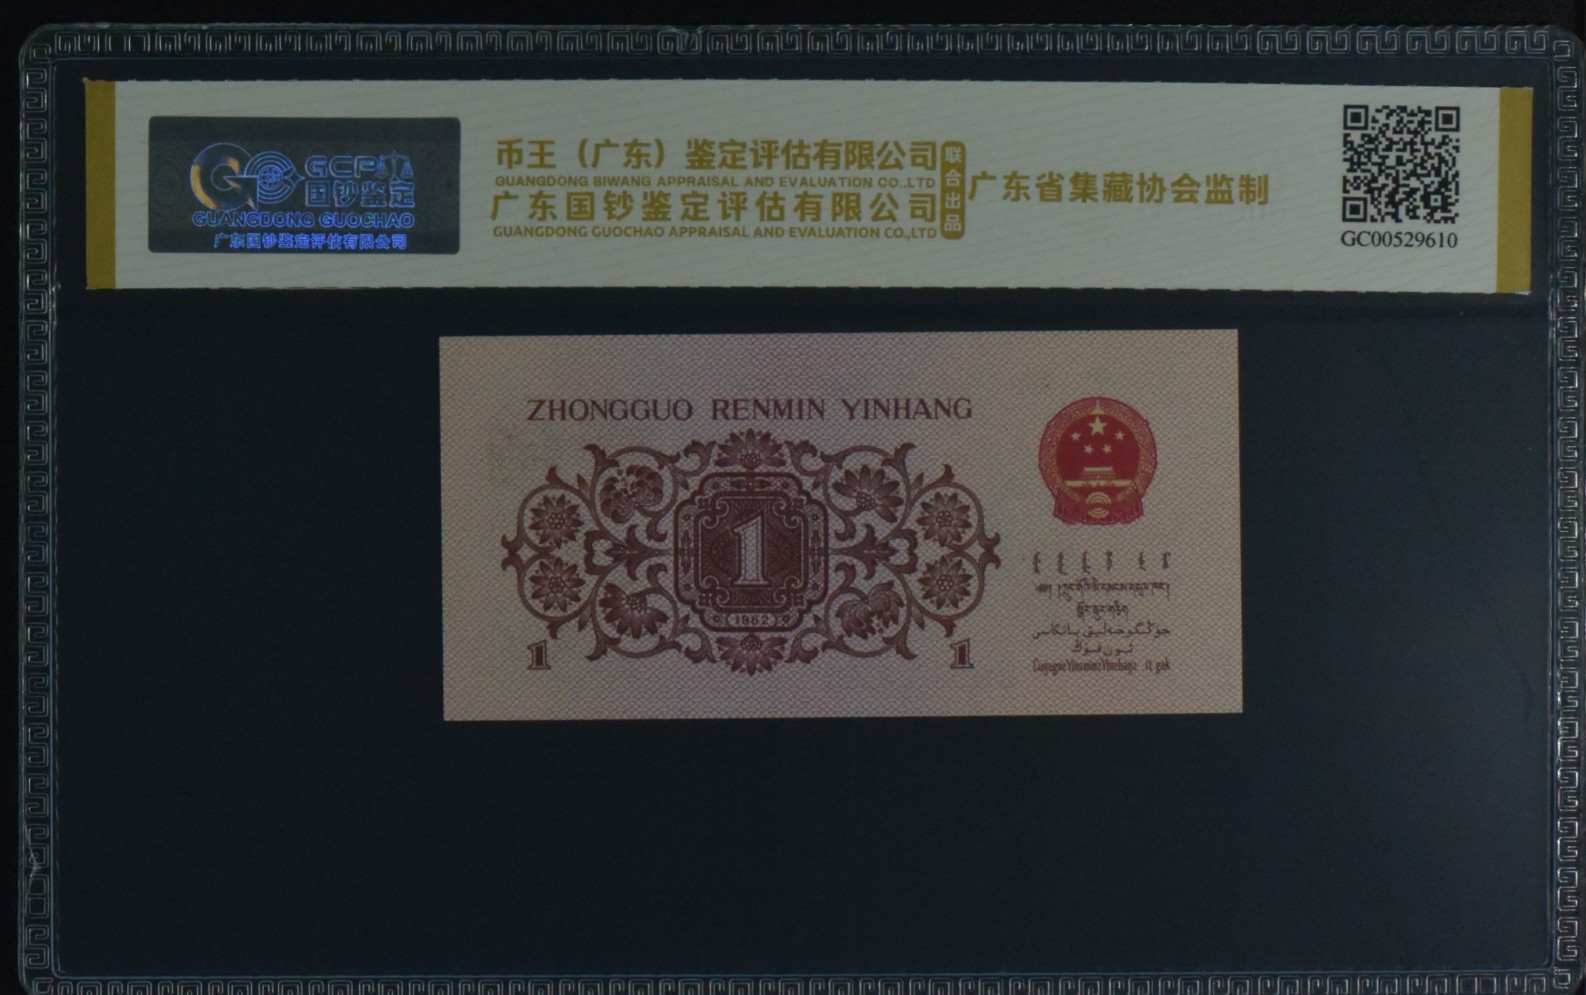 GCP
国钞鉴定
GUANGDONG GUOCHAO
广东国钞鉴定评估有限公司
币王（广东）鉴定评估有限公司
GUANGDONG BIWANG APPRAISAL AND EVALUATION CO.,LTD
广东国钞鉴定评估有限公司
GUANGDONG GUOCHAO APPRAISAL AND EVALUATION CO.,LTD
联合出品
广东省集藏协会监制
GC00529610
ZHONGGUO RENMIN YINHANG
1
1962
1 1